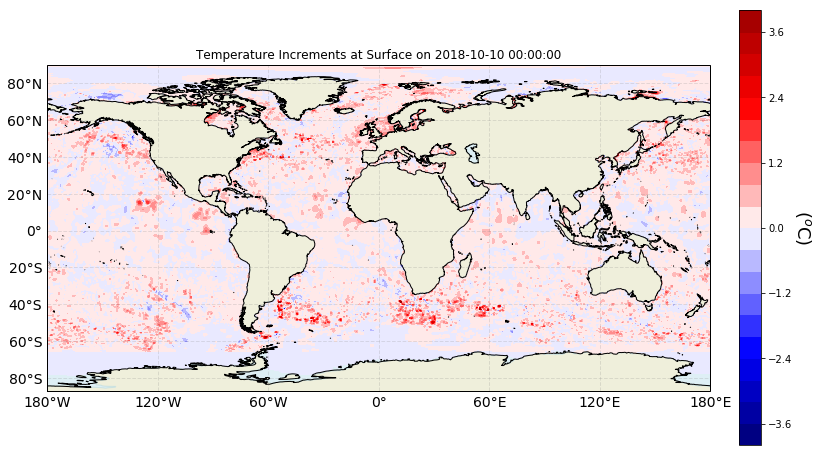 Temperature Increments at Surface on 2018-10-10 00:00:00
80°N
60°N
40°N
20°N
0°
20°S
40°S
60°S
80°S
180°W 120°W 60°W 0° 60°E 120°E 180°E
3.6
2.4
1.2
0.0
−1.2
−2.4
−3.6
(°C)